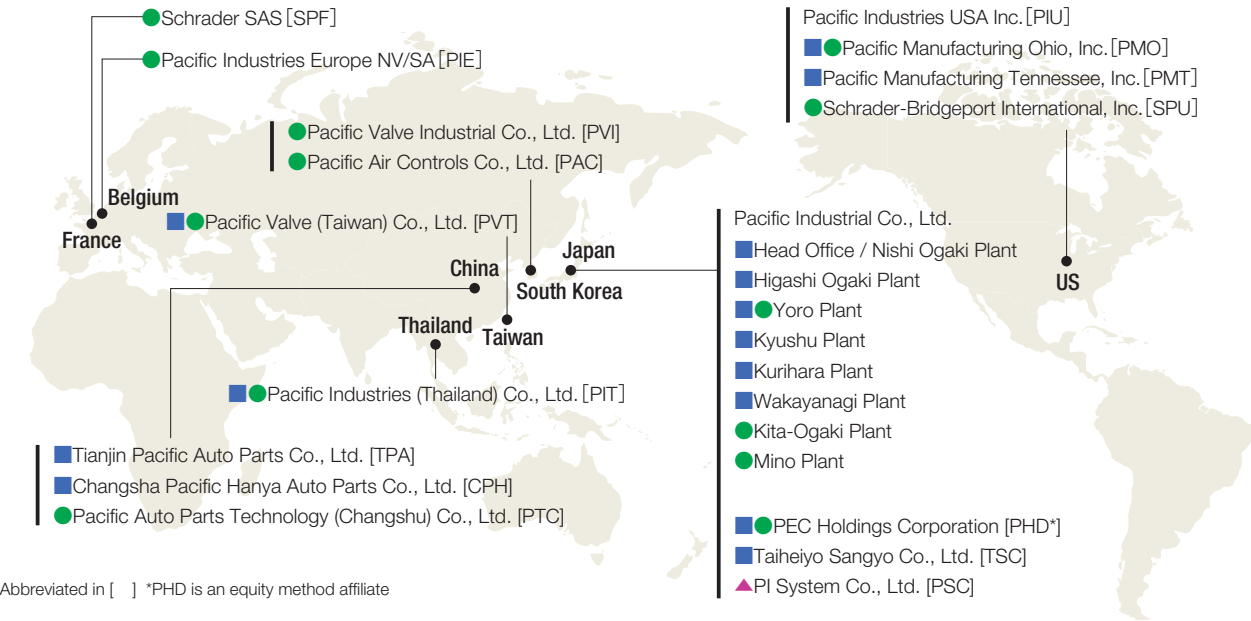 Schrader SAS [SPF]
Pacific Industries Europe NV/SA [PIE]
Pacific Valve Industrial Co., Ltd. [PVI]
Pacific Air Controls Co., Ltd. [PAC]
Belgium
France
Pacific Valve (Taiwan) Co., Ltd. [PVT]
Japan
China
South Korea
Thailand
Taiwan
Pacific Industries (Thailand) Co., Ltd. [PIT]
Tianjin Pacific Auto Parts Co., Ltd. [TPA]
Changsha Pacific Hanya Auto Parts Co., Ltd. [CPH]
Pacific Auto Parts Technology (Changshu) Co., Ltd. [PTC]
Abbreviated in [ ] *PHD is an equity method affiliate
Pacific Industries USA Inc. [PIU]
Pacific Manufacturing Ohio, Inc. [PMO]
Pacific Manufacturing Tennessee, Inc. [PMT]
Schrader-Bridgeport International, Inc. [SPU]
US
Pacific Industrial Co., Ltd.
Head Office / Nishi Ogaki Plant
Higashi Ogaki Plant
Yoro Plant
Kyushu Plant
Kurihara Plant
Wakayanagi Plant
Kita-Ogaki Plant
Mino Plant
PEC Holdings Corporation [PHD*]
Taiheiyo Sangyo Co., Ltd. [TSC]
PI System Co., Ltd. [PSC]